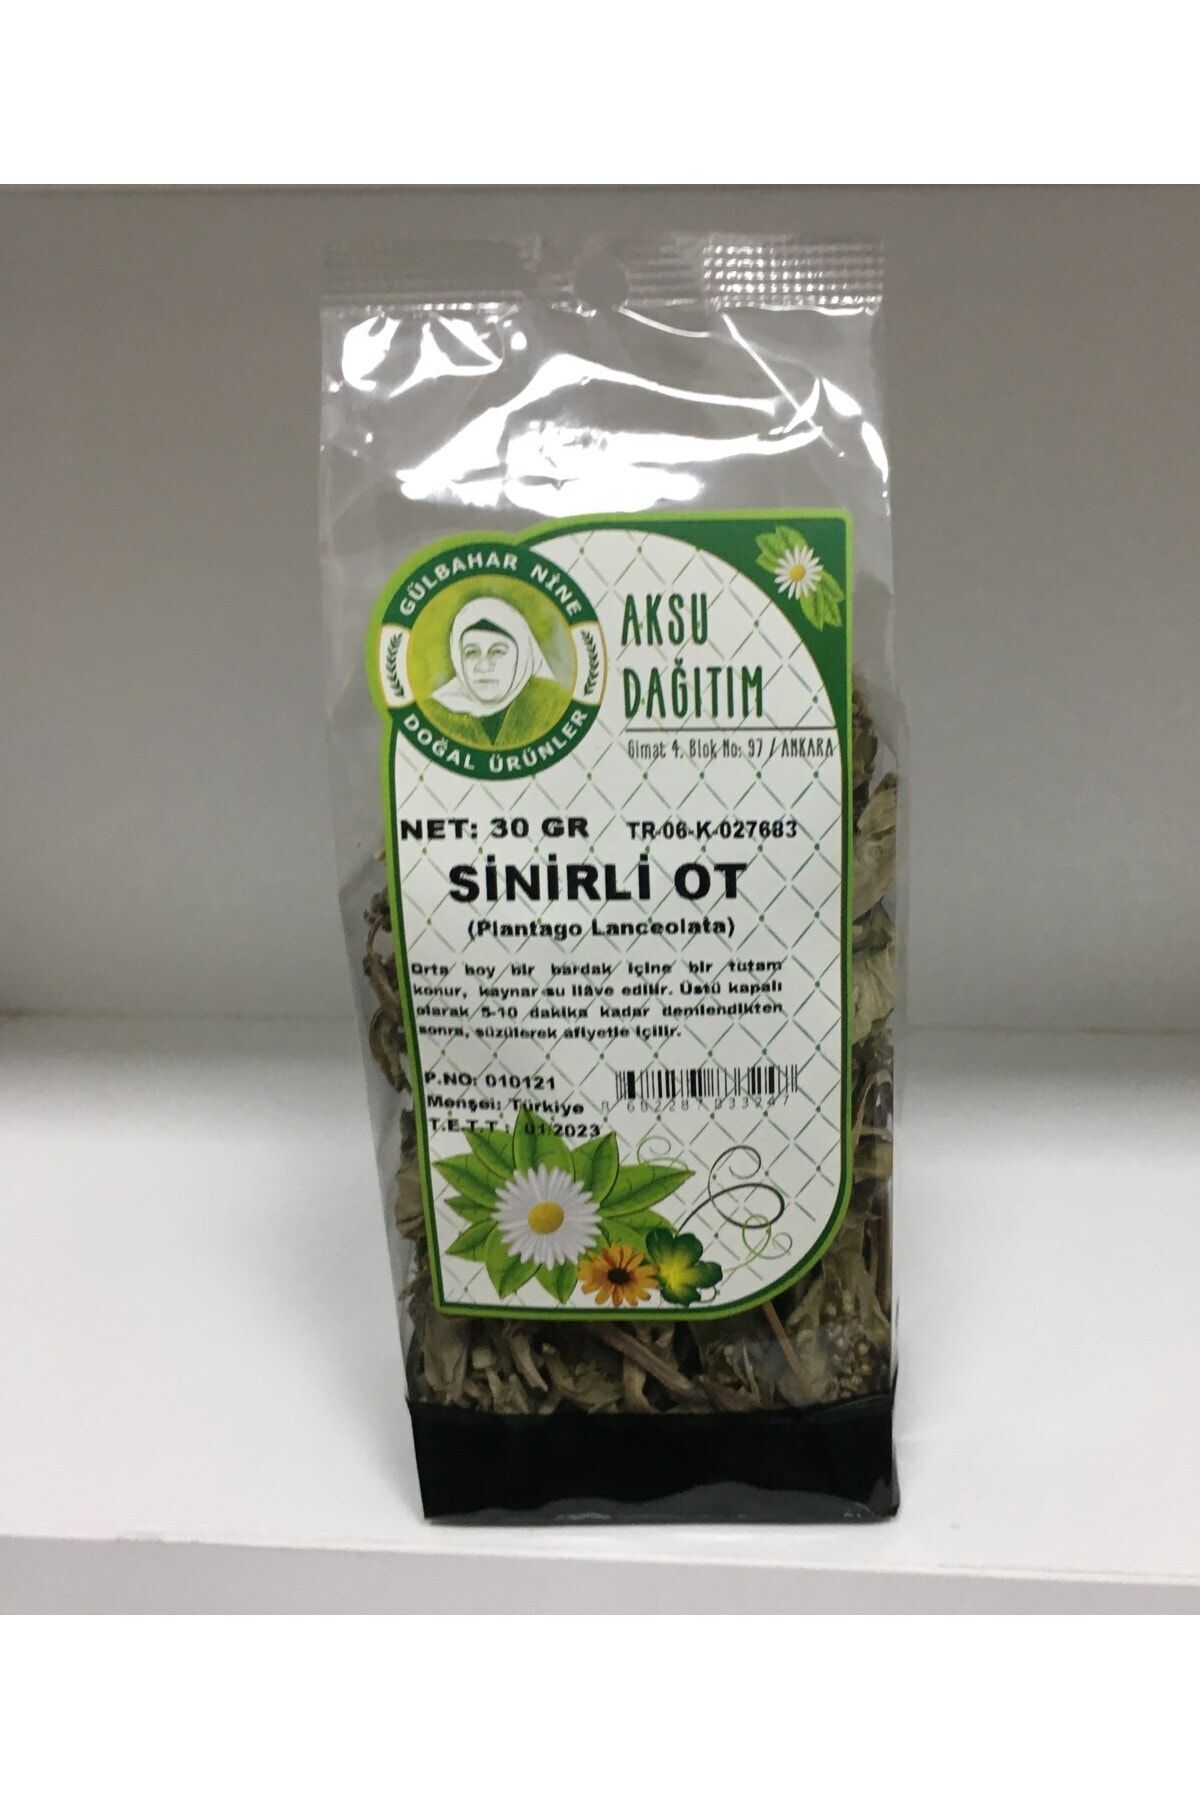 GÜLBAHAR NİNE
DOĞAL ÜRÜNLER
AKSU
DAĞITIM
Gimat 4. Blok No: 97 / ANKARA
NET: 30 GR TR-06-K-027683
SİNİRLİ OT
(Plantago Lanceolata)
Orta boy bir bardak içine bir tutam
konur, kaynar su ilave edilir. Üstü kapalı
olarak 5-10 dakika kadar demlendikten
sonra, süzülerek afiyetle içilir.
P.NO: 010121
Menşei: Türkiye
T.E.T.T : 01/2023